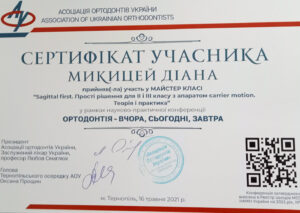 АСОЦІАЦІЯ ОРТОДОНТІВ УКРАЇНИ
ASSOCIATION OF UKRAINIAN ORTHODONTISTS
СЕРТИФІКАТ УЧАСНИКА
МИКИЦЕЙ ДІАНА
прийняв(-ла) участь у МАЙСТЕР КЛАСІ
"Sagittal first. Прості рішення для II і III класу з апаратом carrier motion.
Теорія і практика"
у рамках науково-практичної конференції
ОРТОДОНТІЯ - ВЧОРА, СЬОГОДНІ, ЗАВТРА
Президент
Асоціації ортодонтів України,
Заслужений лікар України,
професор Любов Смаглюк
Голова
Тернопільського осередку АОУ
Оксана Процин
м. Тернопіль, 16 травня 2021